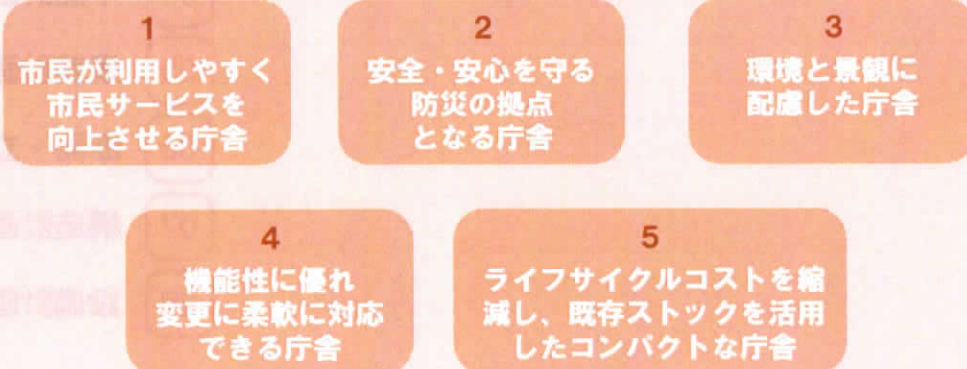 1
市民が利用しやすく
市民サービスを
向上させる庁舎
2
安全・安心を守る
防災の拠点
となる庁舎
3
環境と景観に
配慮した庁舎
4
機能性に優れ
変更に柔軟に対応
できる庁舎
5
ライフサイクルコストを縮
減し、既存ストックを活用
したコンパクトな庁舎